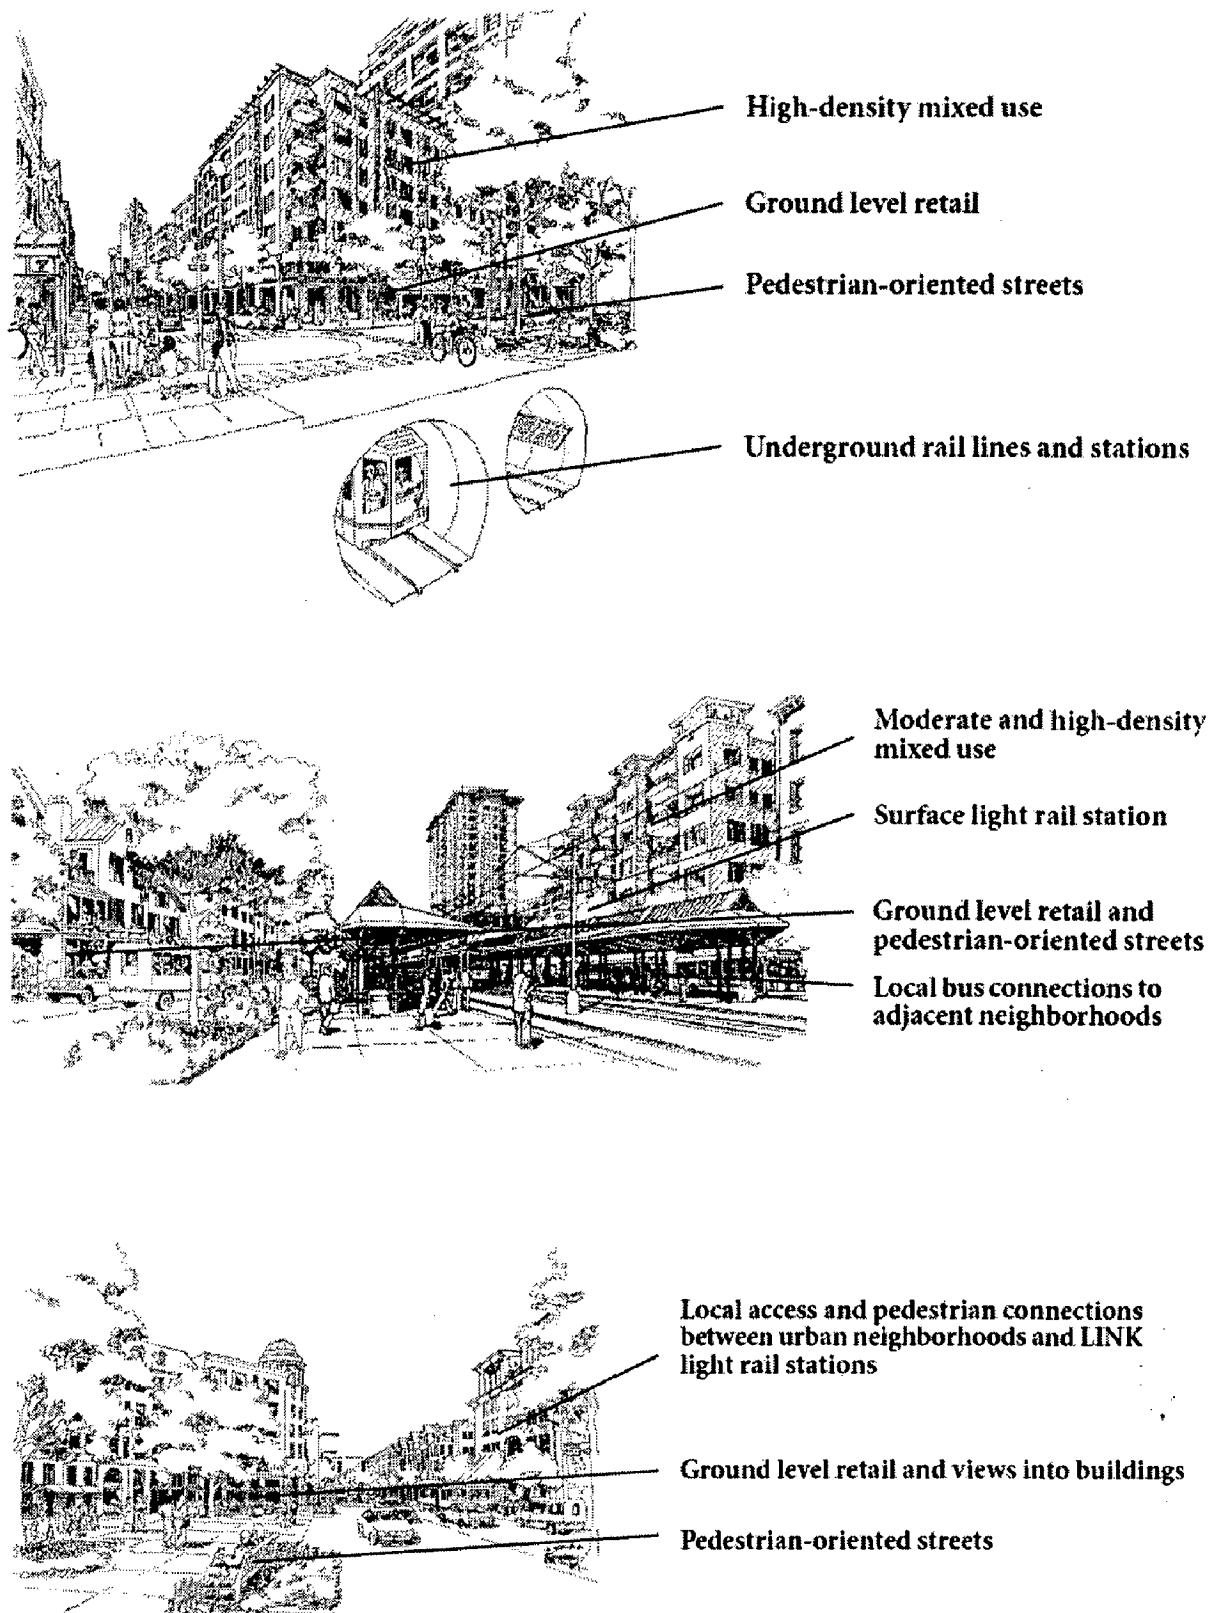 High-density mixed use
Ground level retail
Pedestrian-oriented streets
Underground rail lines and stations
Moderate and high-density
mixed use
Surface light rail station
Ground level retail and
pedestrian-oriented streets
Local bus connections to
adjacent neighborhoods
Local access and pedestrian connections
between urban neighborhoods and LINK
light rail stations
Ground level retail and views into buildings
Pedestrian-oriented streets